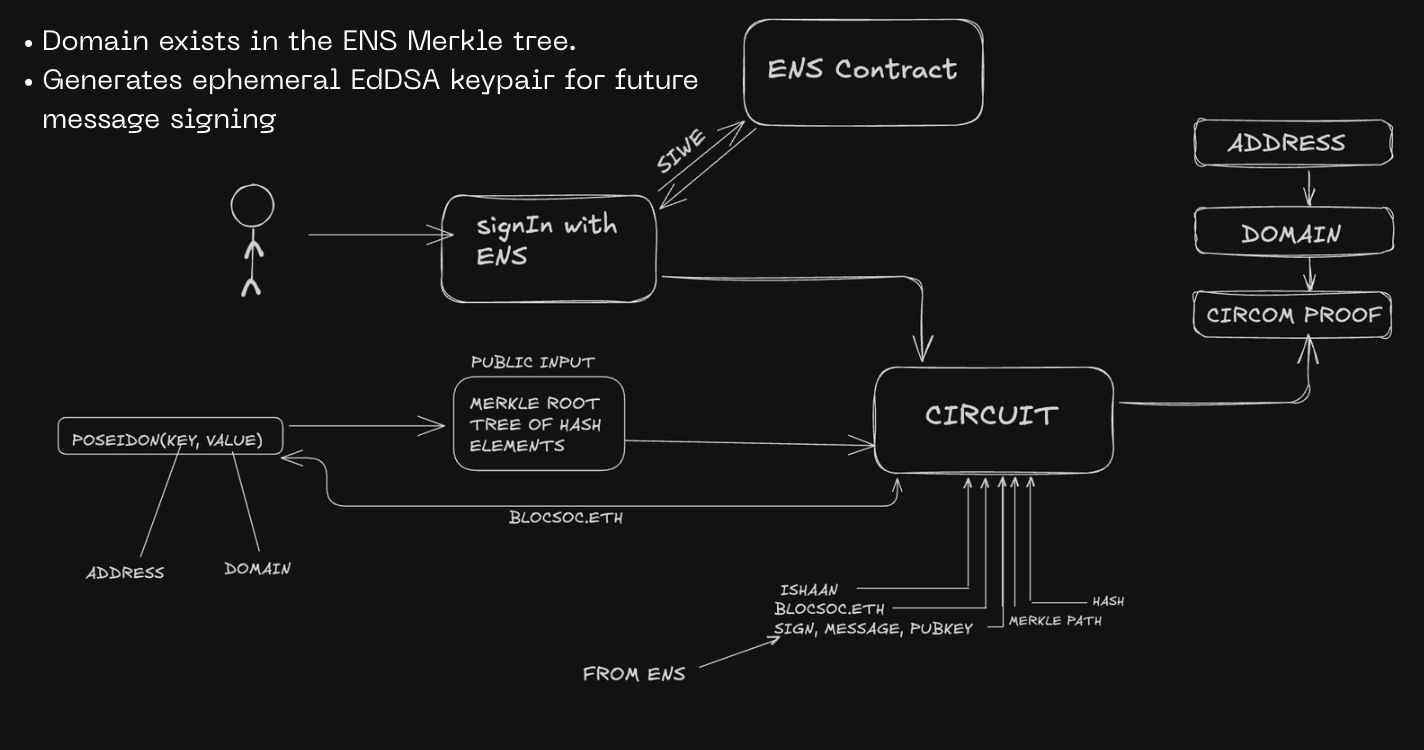 • Domain exists in the ENS Merkle tree.
• Generates ephemeral EdDSA keypair for future
message signing
ENS Contract
SIWE
signIn with
ENS
ADDRESS
DOMAIN
CIRCOM PROOF
PUBLIC INPUT
MERKLE ROOT
TREE OF HASH
ELEMENTS
POSEIDON(KEY, VALUE)
CIRCUIT
BLOCSOC.ETH
ADDRESS
DOMAIN
ISHAAN
BLOCSOC.ETH
SIGN, MESSAGE, PUBKEY
HASH
MERKLE PATH
FROM ENS